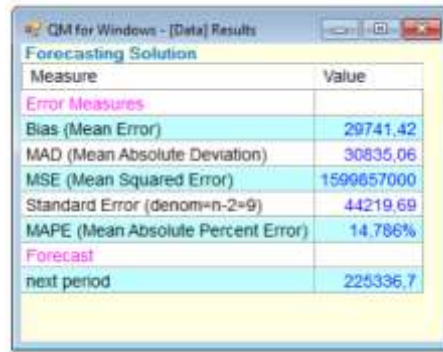 QM for Windows - [Data] Results
Forecasting Solution
Measure Value
Error Measures
Bias (Mean Error) 29741,42
MAD (Mean Absolute Deviation) 30835,06
MSE (Mean Squared Error) 1599657000
Standard Error (denom=n-2=9) 44219,69
MAPE (Mean Absolute Percent Error) 14,786%
Forecast
next period 225336,7